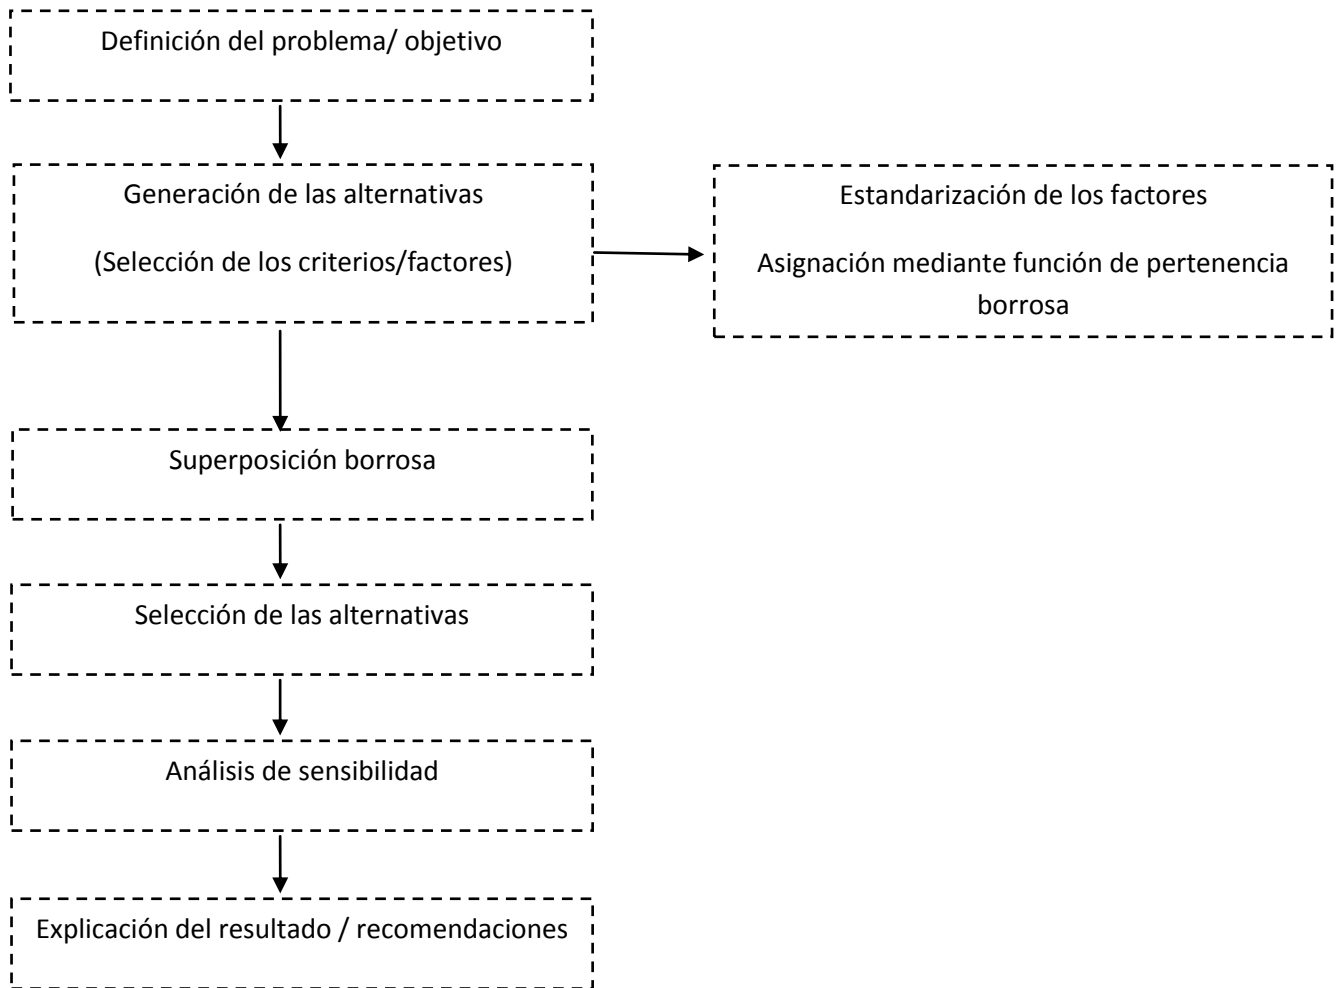 Definición del problema/ objetivo
Generación de las alternativas
(Selección de los criterios/factores)
Estandarización de los factores
Asignación mediante función de pertenencia
borrosa
Superposición borrosa
Selección de las alternativas
Análisis de sensibilidad
Explicación del resultado / recomendaciones